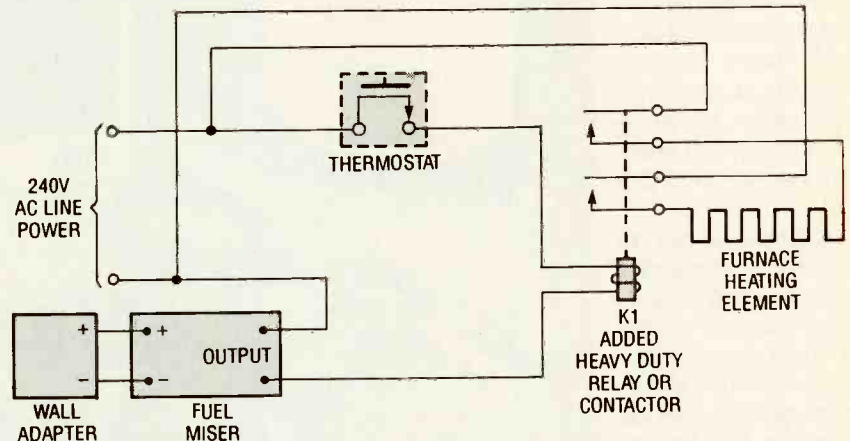 THERMOSTAT
240V
AC LINE
POWER
+
−
+
−
OUTPUT
WALL
ADAPTER
FUEL
MISER
K1
ADDED
HEAVY DUTY
RELAY OR
CONTACTOR
FURNACE
HEATING
ELEMENT